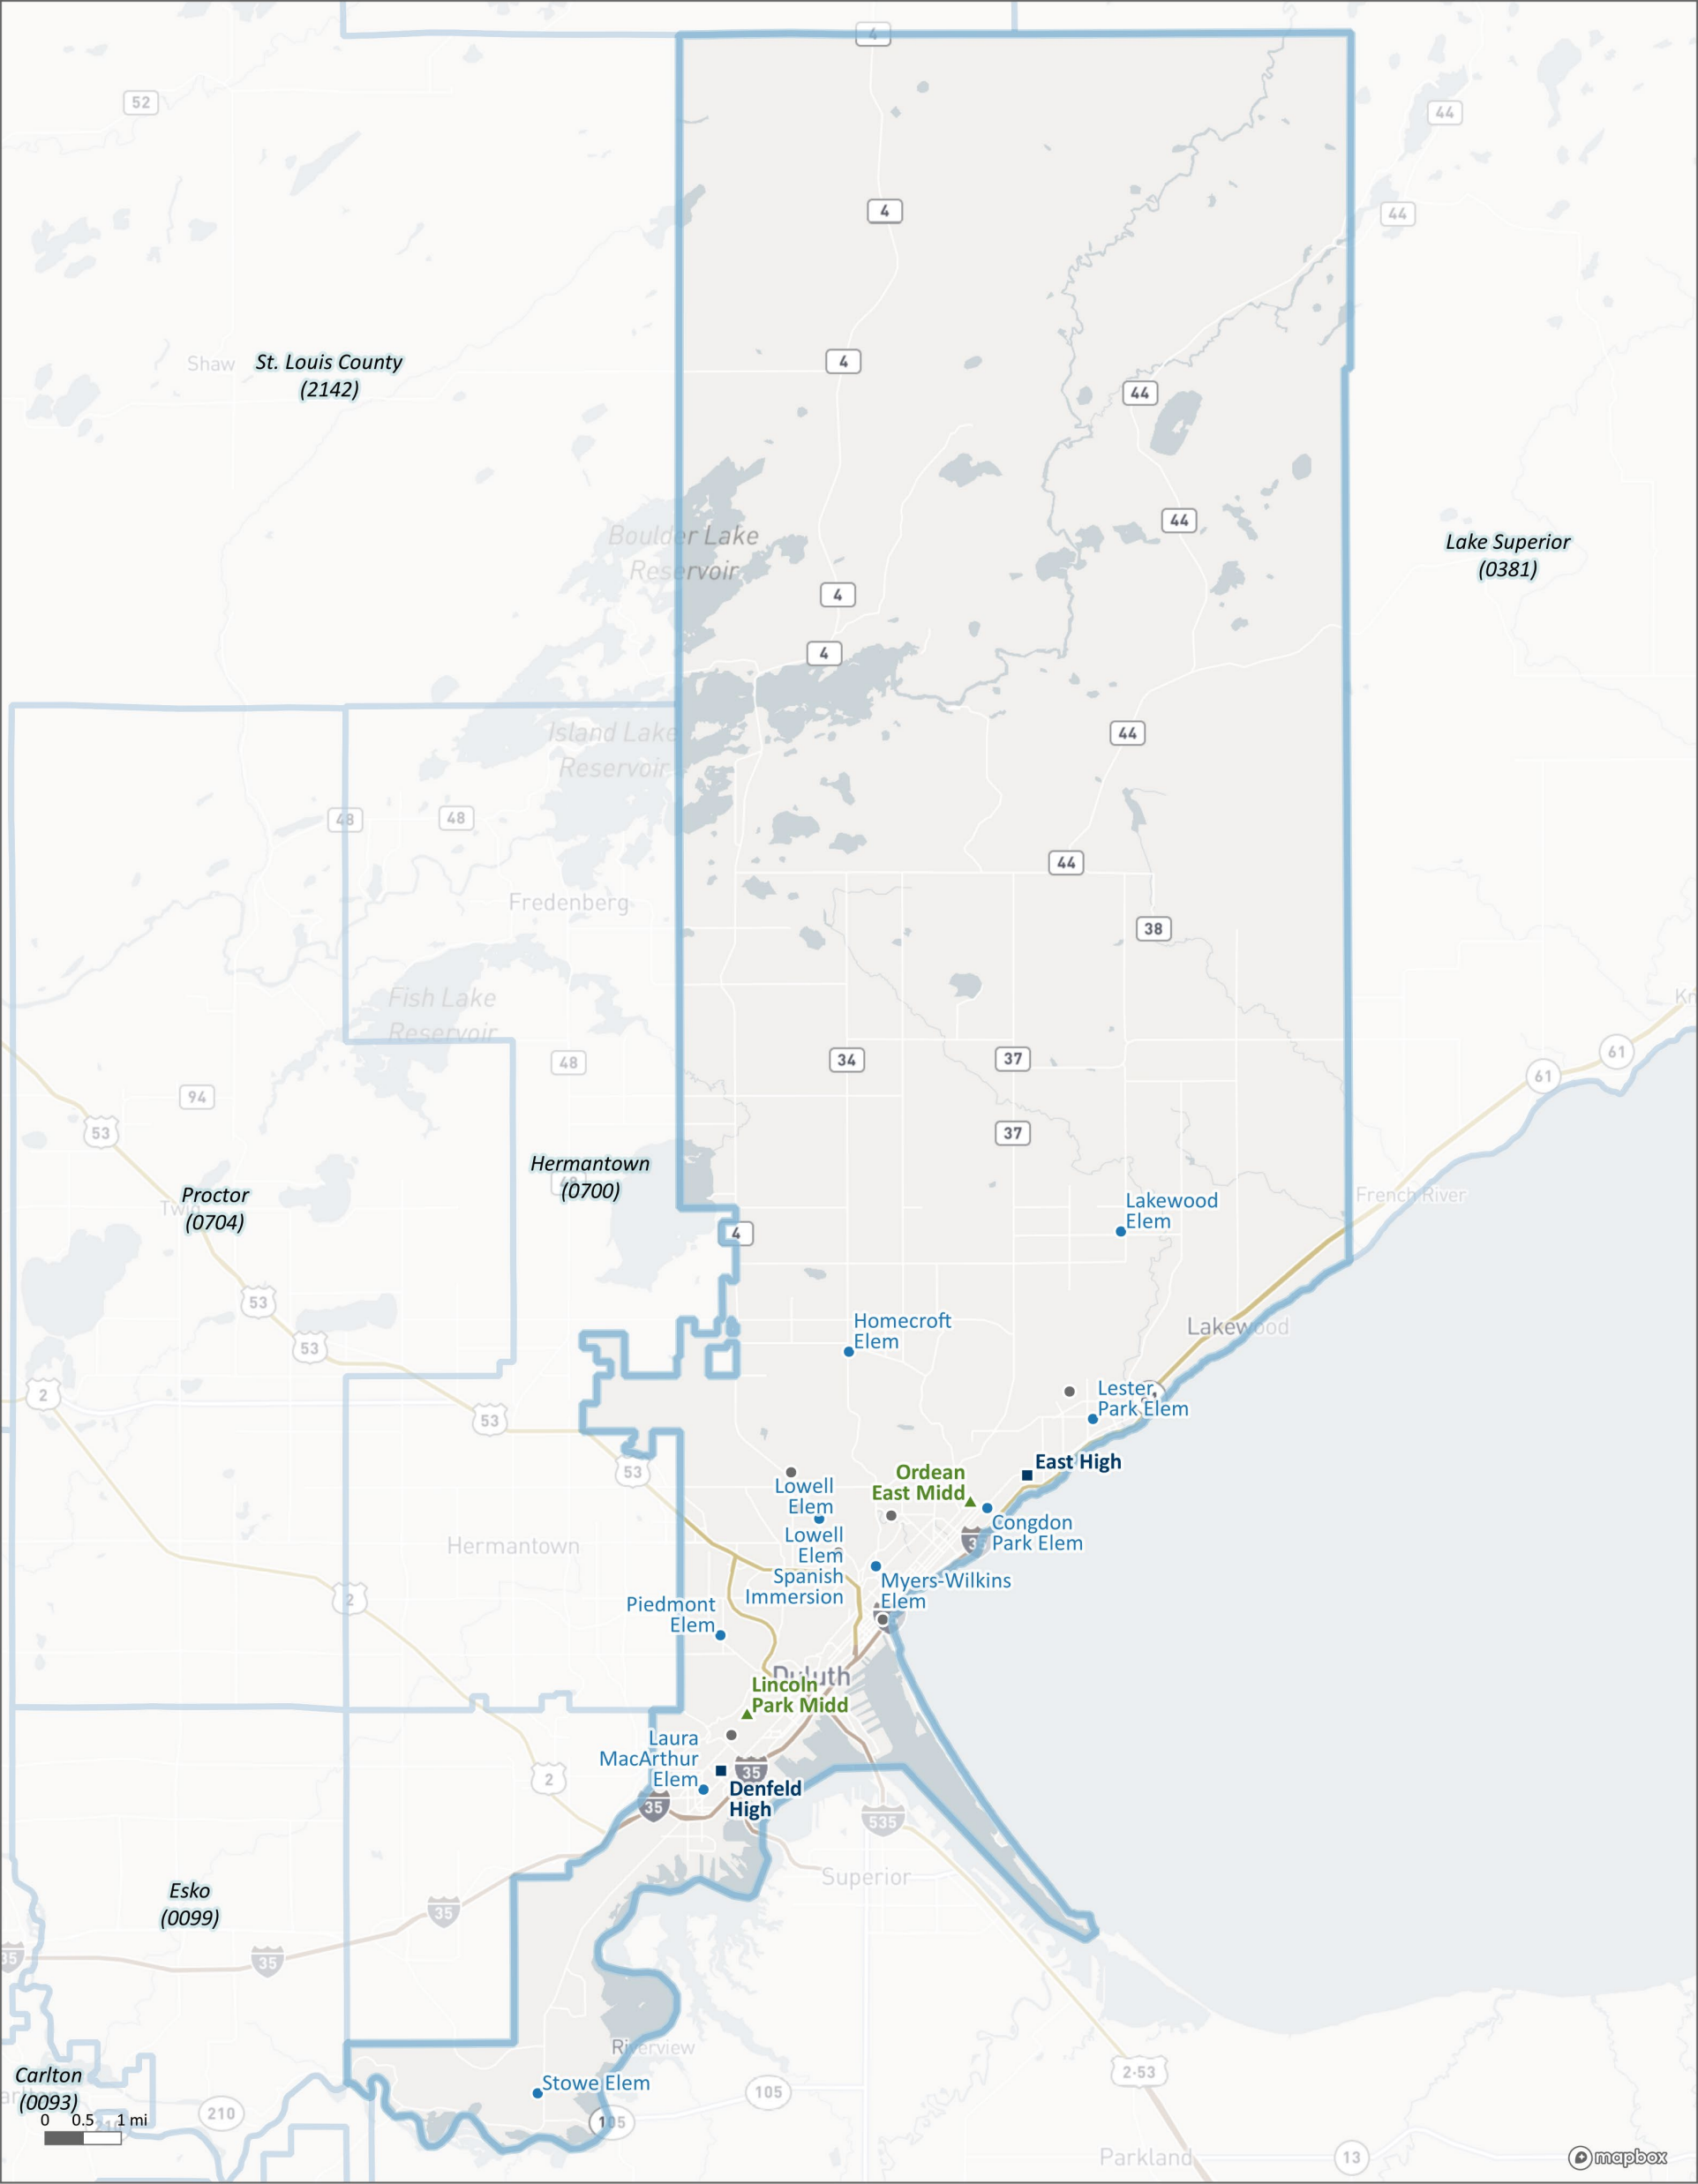 4
52
44
4
44
Shaw
St. Louis County
(2142)
4
44
44
Boulder Lake
Reservoir
Lake Superior
(0381)
4
4
Island Lake
Reservoir
44
48
48
44
Fredenberg
38
Fish Lake
Reservoir
48
34
37
61
61
94
53
37
Hermantown
(0700)
Proctor
(0704)
French River
Lakewood
Elem
4
53
Homecroft
Elem
Lakewood
53
2
Lester
Park Elem
53
53
East High
Ordean
East Midd
Lowell
Elem
Congdon
Park Elem
Lowell
Elem
Spanish
Immersion
Hermantown
Myers-Wilkins
Elem
2
Piedmont
Elem
Duluth
Lincoln
Park Midd
Laura
MacArthur
Elem
35
2
Denfeld
High
35
535
Superior
Esko
(0099)
35
35
35
Riverview
Carlton
(0093)
Stowe Elem
2-53
105
105
210
0 0.5 1 mi
Parkland
13
mapbox